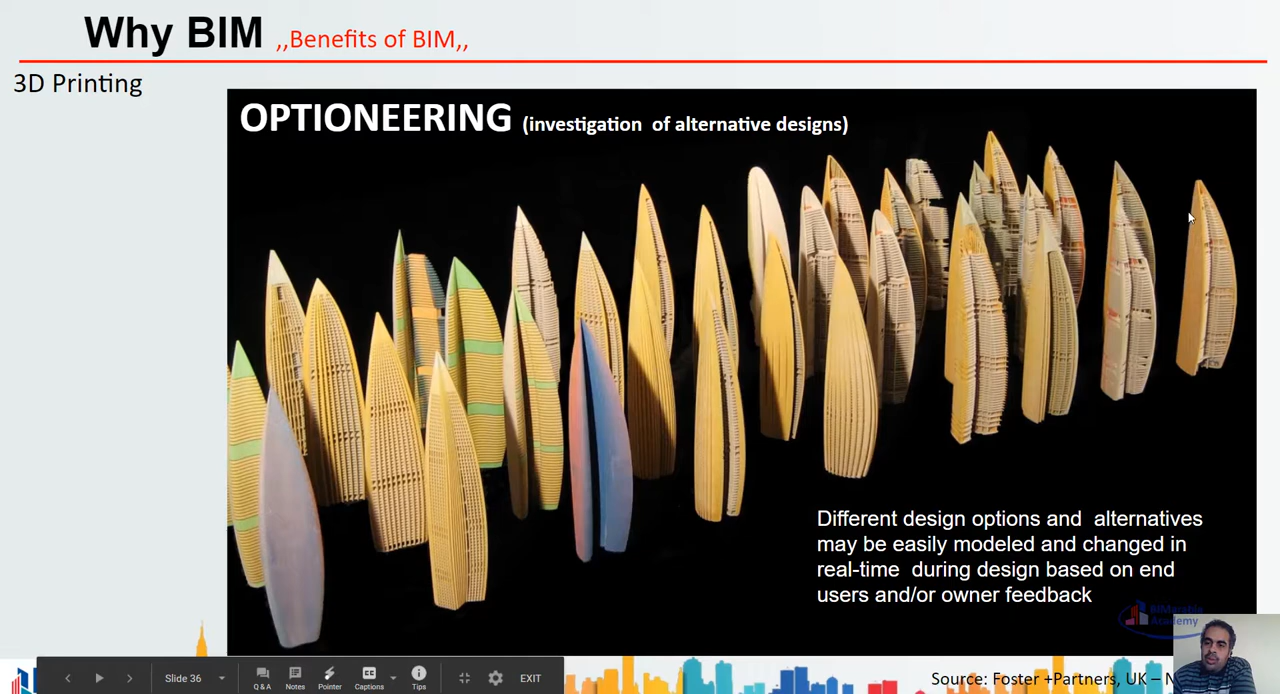 Why BIM ,,Benefits of BIM,,
3D Printing
OPTIONEERING (investigation of alternative designs)
Different design options and alternatives
may be easily modeled and changed in
real-time during design based on end
users and/or owner feedback
BIMarabia
Academy
Slide 36
Q & A
Notes
Pointer
Captions
Tips
EXIT
Source: Foster +Partners, UK – N